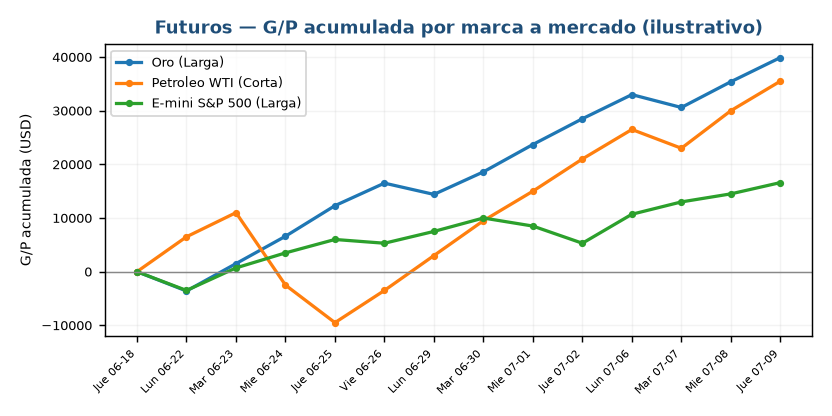 Futuros — G/P acumulada por marca a mercado (ilustrativo)
Oro (Larga)
Petroleo WTI (Corta)
E-mini S&P 500 (Larga)
G/P acumulada (USD)
40000
30000
20000
10000
0
−10000
Jue 06-18
Lun 06-22
Mar 06-23
Mie 06-24
Jue 06-25
Vie 06-26
Lun 06-29
Mar 06-30
Mie 07-01
Jue 07-02
Lun 07-06
Mar 07-07
Mie 07-08
Jue 07-09